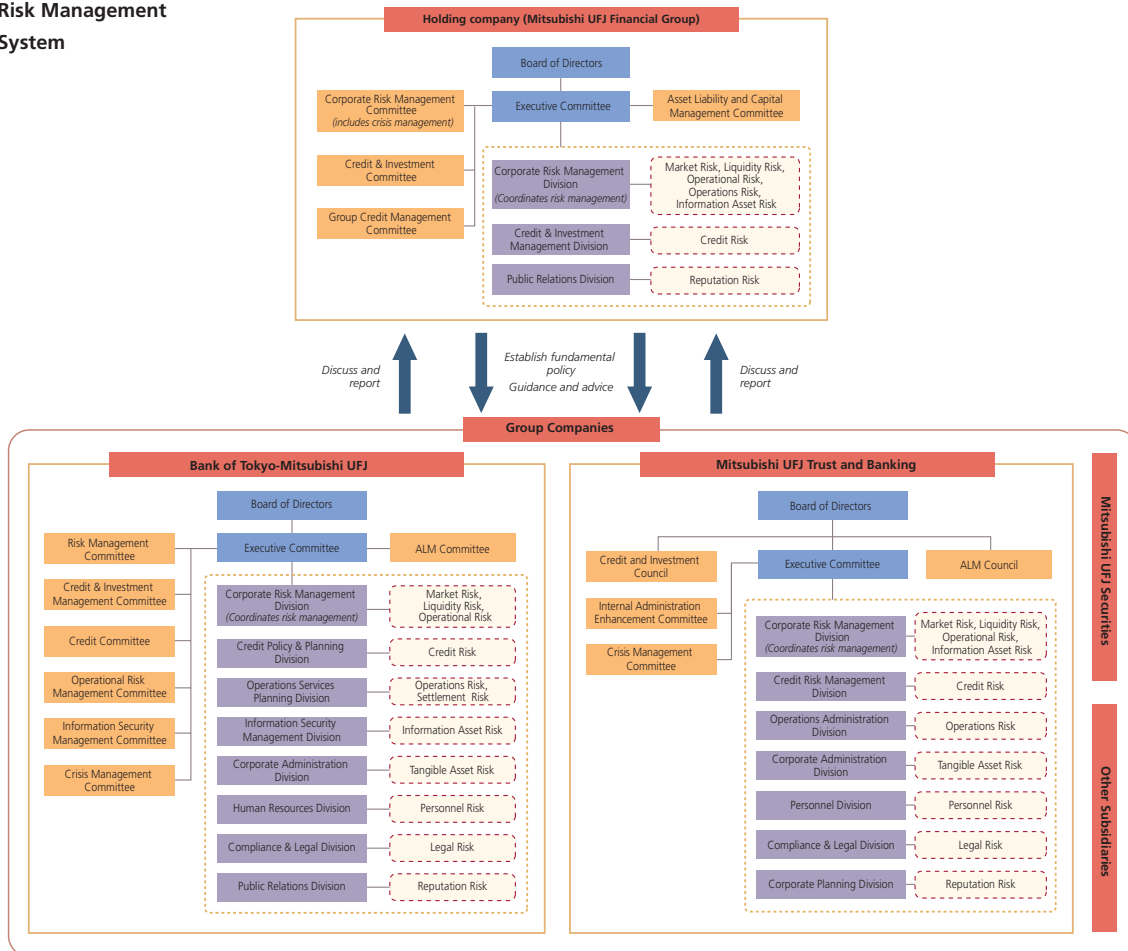 Risk Management
System
Holding company (Mitsubishi UFJ Financial Group)
Board of Directors
Corporate Risk Management
Committee
(includes crisis management)
Executive Committee
Asset Liability and Capital
Management Committee
Credit & Investment
Committee
Group Credit Management
Committee
Corporate Risk Management
Division
(Coordinates risk management)
Market Risk, Liquidity Risk,
Operational Risk,
Operations Risk,
Information Asset Risk
Credit & Investment
Management Division
Credit Risk
Public Relations Division
Reputation Risk
Discuss and
report
Establish fundamental
policy
Guidance and advice
Discuss and
report
Group Companies
Bank of Tokyo-Mitsubishi UFJ
Board of Directors
Risk Management
Committee
Executive Committee
ALM Committee
Credit & Investment
Management Committee
Credit Committee
Operational Risk
Management Committee
Information Security
Management Committee
Crisis Management
Committee
Corporate Risk Management
Division
(Coordinates risk management)
Market Risk,
Liquidity Risk,
Operational Risk
Credit Policy & Planning
Division
Credit Risk
Operations Services
Planning Division
Operations Risk,
Settlement Risk
Information Security
Management Division
Information Asset Risk
Corporate Administration
Division
Tangible Asset Risk
Human Resources Division
Personnel Risk
Compliance & Legal Division
Legal Risk
Public Relations Division
Reputation Risk
Mitsubishi UFJ Trust and Banking
Board of Directors
Credit and Investment
Council
Executive Committee
ALM Council
Internal Administration
Enhancement Committee
Crisis Management
Committee
Corporate Risk Management
Division
(Coordinates risk management)
Market Risk, Liquidity Risk,
Operational Risk,
Information Asset Risk
Credit Risk Management
Division
Credit Risk
Operations Administration
Division
Operations Risk
Corporate Administration
Division
Tangible Asset Risk
Personnel Division
Personnel Risk
Compliance & Legal Division
Legal Risk
Corporate Planning Division
Reputation Risk
Mitsubishi UFJ Securities
Other Subsidiaries